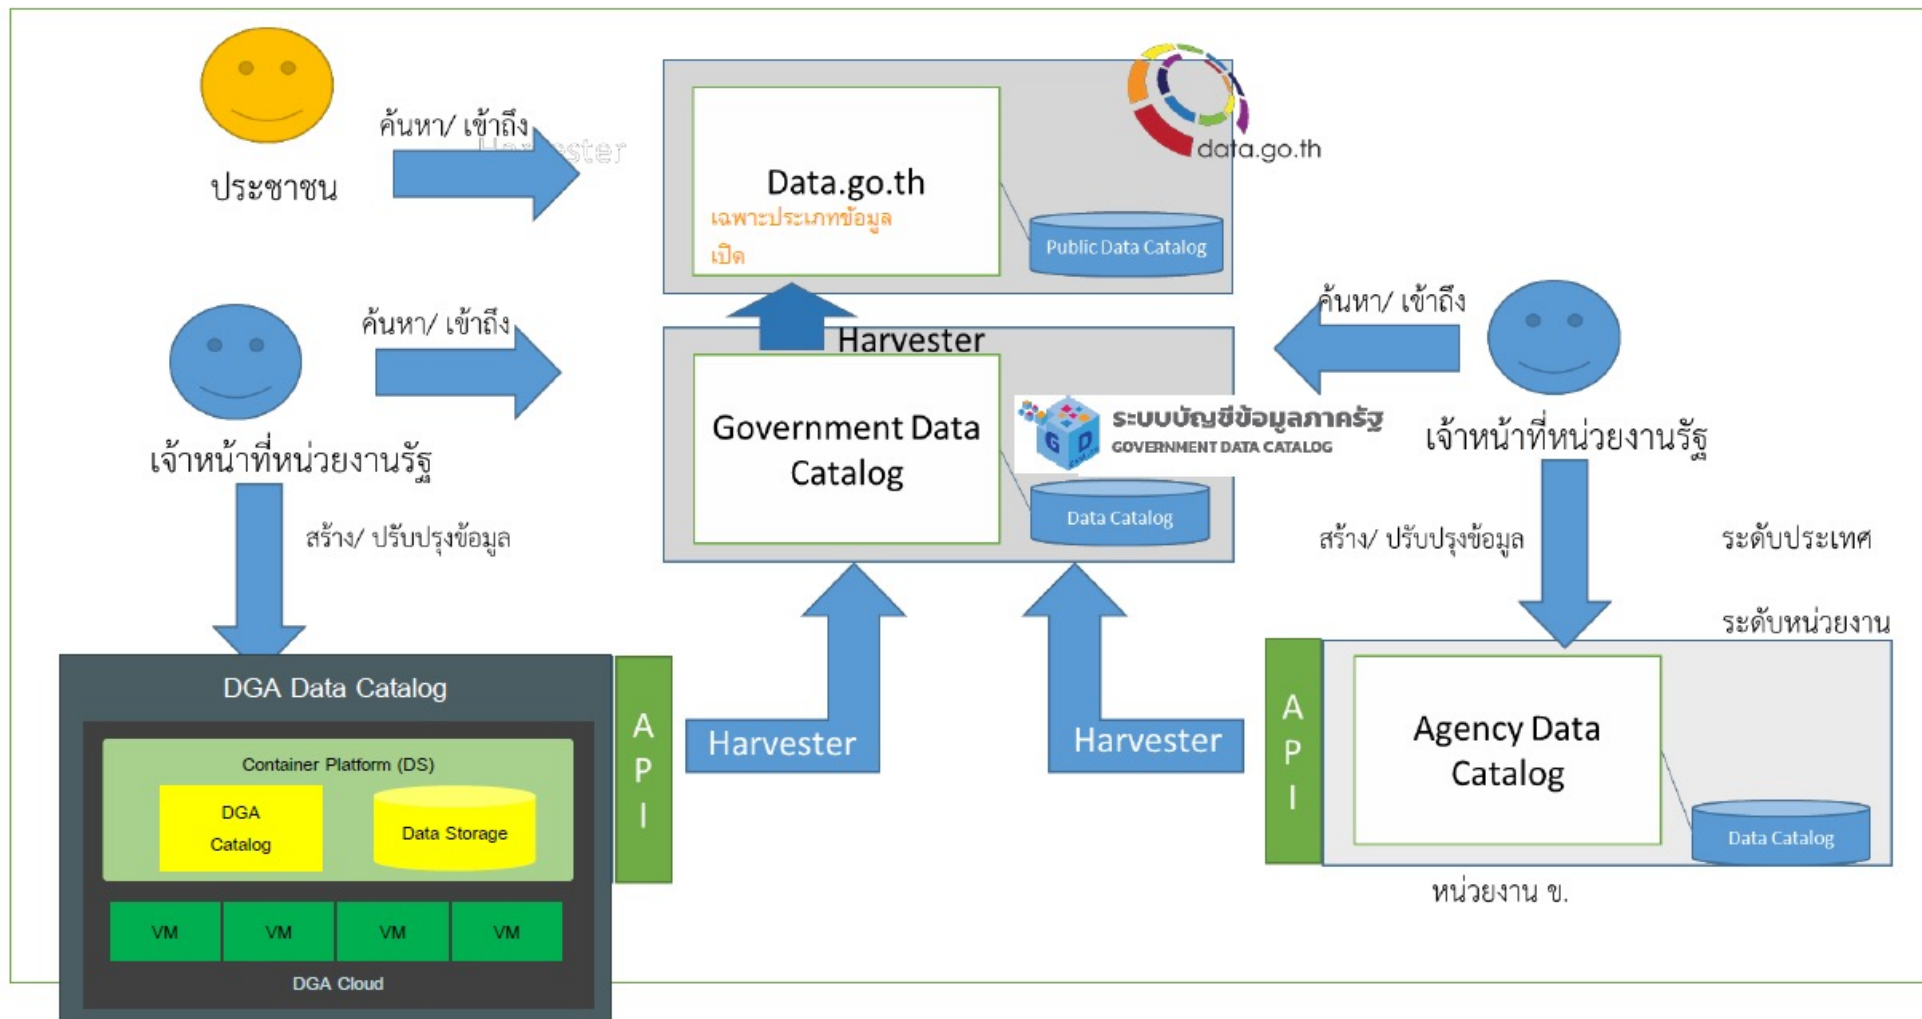 ประชาชน
ค้นหา/ เข้าถึง
Harvester
Data.go.th
เฉพาะประเภทข้อมูล
เปิด
Public Data Catalog
data.go.th
ค้นหา/ เข้าถึง
เจ้าหน้าที่หน่วยงานรัฐ
สร้าง/ ปรับปรุงข้อมูล
Harvester
Government Data
Catalog
ระบบบัญชีข้อมูลภาครัฐ
GOVERNMENT DATA CATALOG
G D
CATALOG
Data Catalog
ค้นหา/ เข้าถึง
เจ้าหน้าที่หน่วยงานรัฐ
สร้าง/ ปรับปรุงข้อมูล
ระดับประเทศ
ระดับหน่วยงาน
DGA Data Catalog
Container Platform (DS)
DGA
Catalog
Data Storage
VM
VM
VM
VM
DGA Cloud
A
P
I
Harvester
Harvester
A
P
I
Agency Data
Catalog
Data Catalog
หน่วยงาน ข.